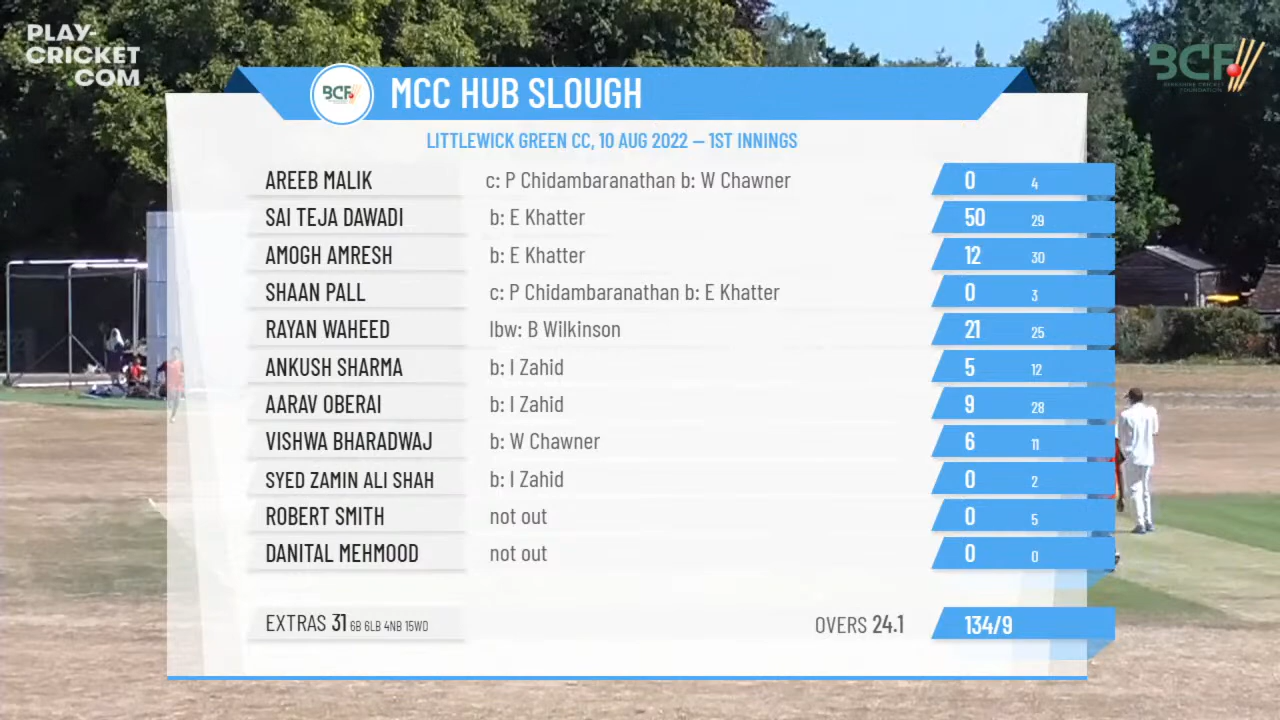 PLAY-
CRICKET
COM
BCF
BCF
MCC HUB SLOUGH
LITTLEWICK GREEN CC, 10 AUG 2022 – 1ST INNINGS
AREEB MALIK c: P Chidambaranathan b: W Chawner 0 4
SAI TEJA DAWADI b: E Khatter 50 29
AMOGH AMRESH b: E Khatter 12 30
SHAAN PALL c: P Chidambaranathan b: E Khatter 0 3
RAYAN WAHEED lbw: B Wilkinson 21 25
ANKUSH SHARMA b: I Zahid 5 12
AARAV OBERAI b: I Zahid 9 28
VISHWA BHARADWAJ b: W Chawner 6 11
SYED ZAMIN ALI SHAH b: I Zahid 0 2
ROBERT SMITH not out 0 5
DANITAL MEHMOOD not out 0 0
EXTRAS 31 6B 6LB 4NB 15WD OVERS 24.1 134/9